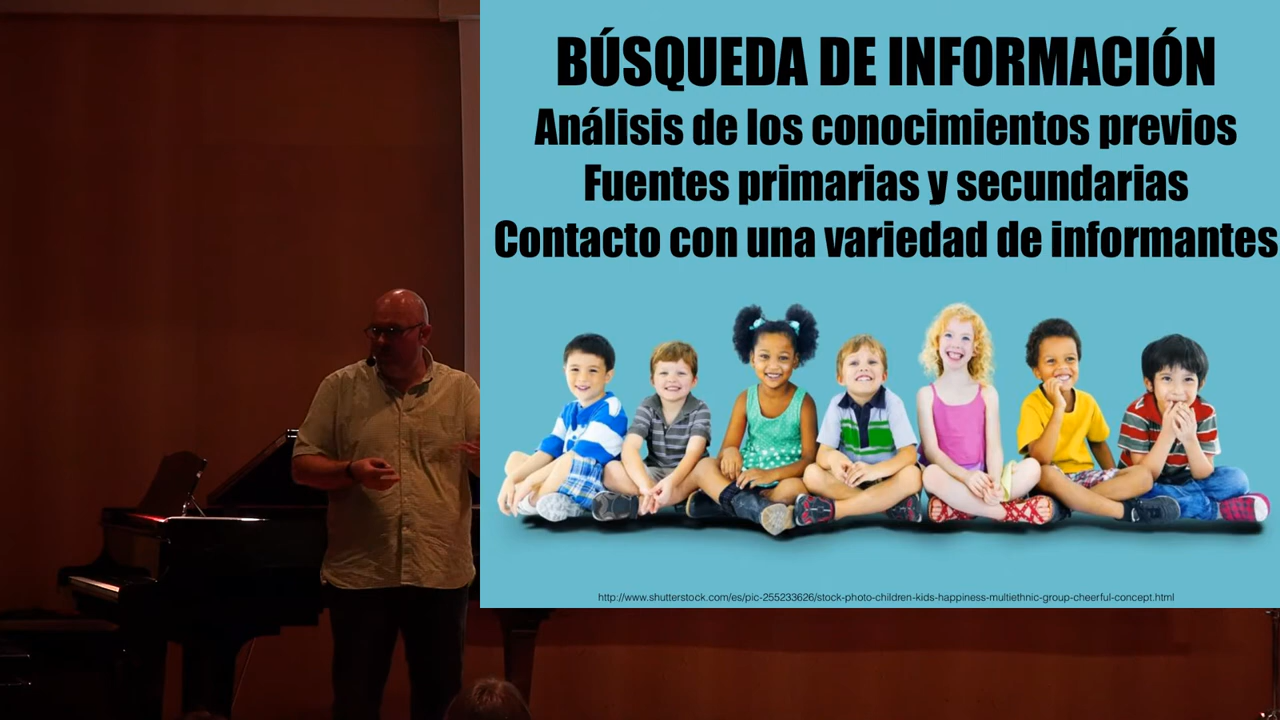 BÚSQUEDA DE INFORMACIÓN
Análisis de los conocimientos previos
Fuentes primarias y secundarias
Contacto con una variedad de informantes
http://www.shutterstock.com/es/pic-255233626/stock-photo-children-kids-happiness-multiethnic-group-cheerful-concept.html